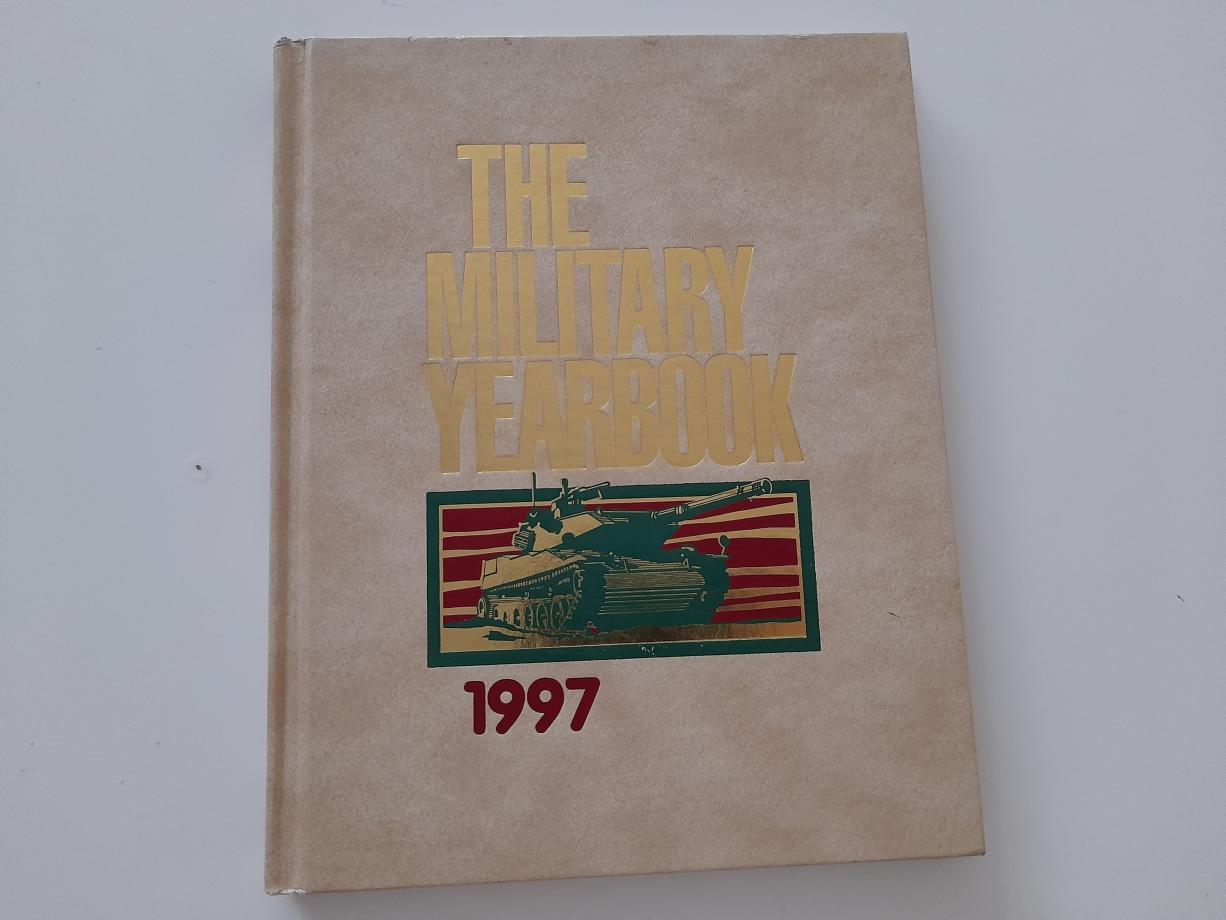 THE
MILITARY
YEARBOOK
1997